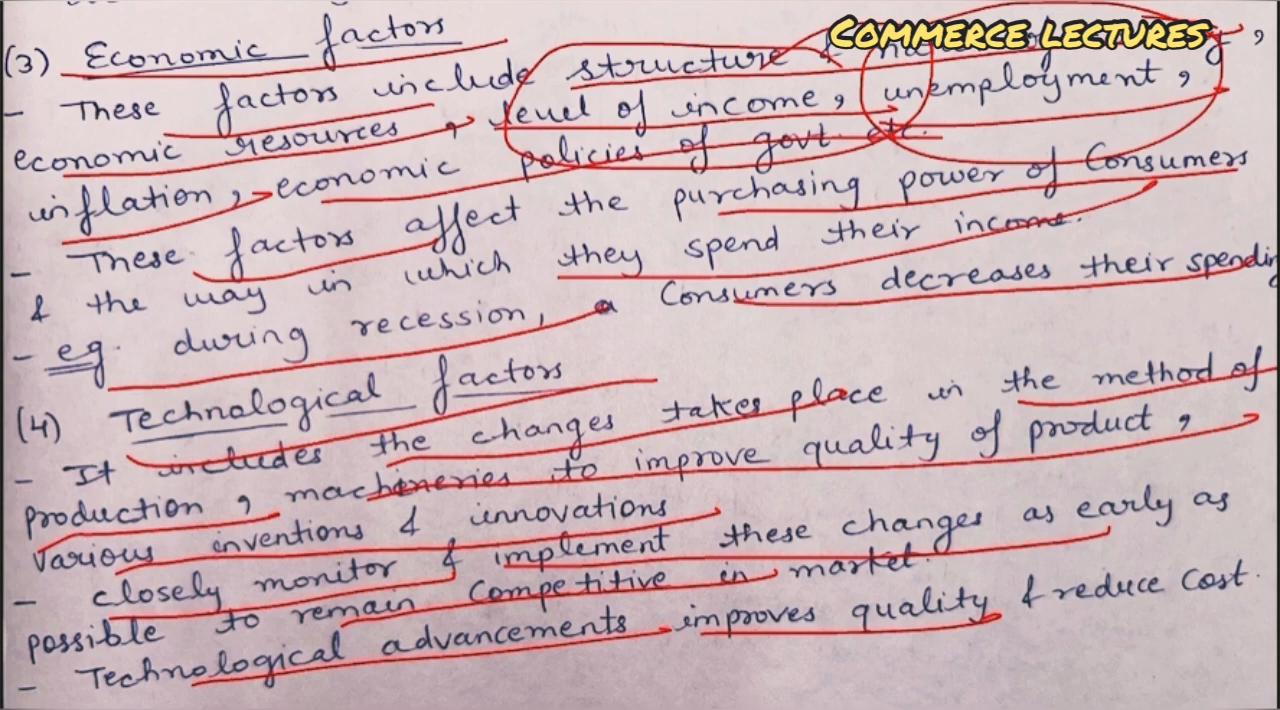 COMMERCE LECTURES
(3) Economic factors
- These factors include structure &
economic resources, level of income, unemployment,
inflation, economic policies of govt. etc.
- These factors affect the purchasing power of Consumers
& the way in which they spend their income.
- eg. during recession, Consumers decreases their spending
(4) Technological factors
- It includes the changes takes place in the method of
production, machineries to improve quality of product,
various inventions & innovations
- closely monitor & implement these changes as early as
possible to remain competitive in market.
- Technological advancements improves quality & reduce cost.